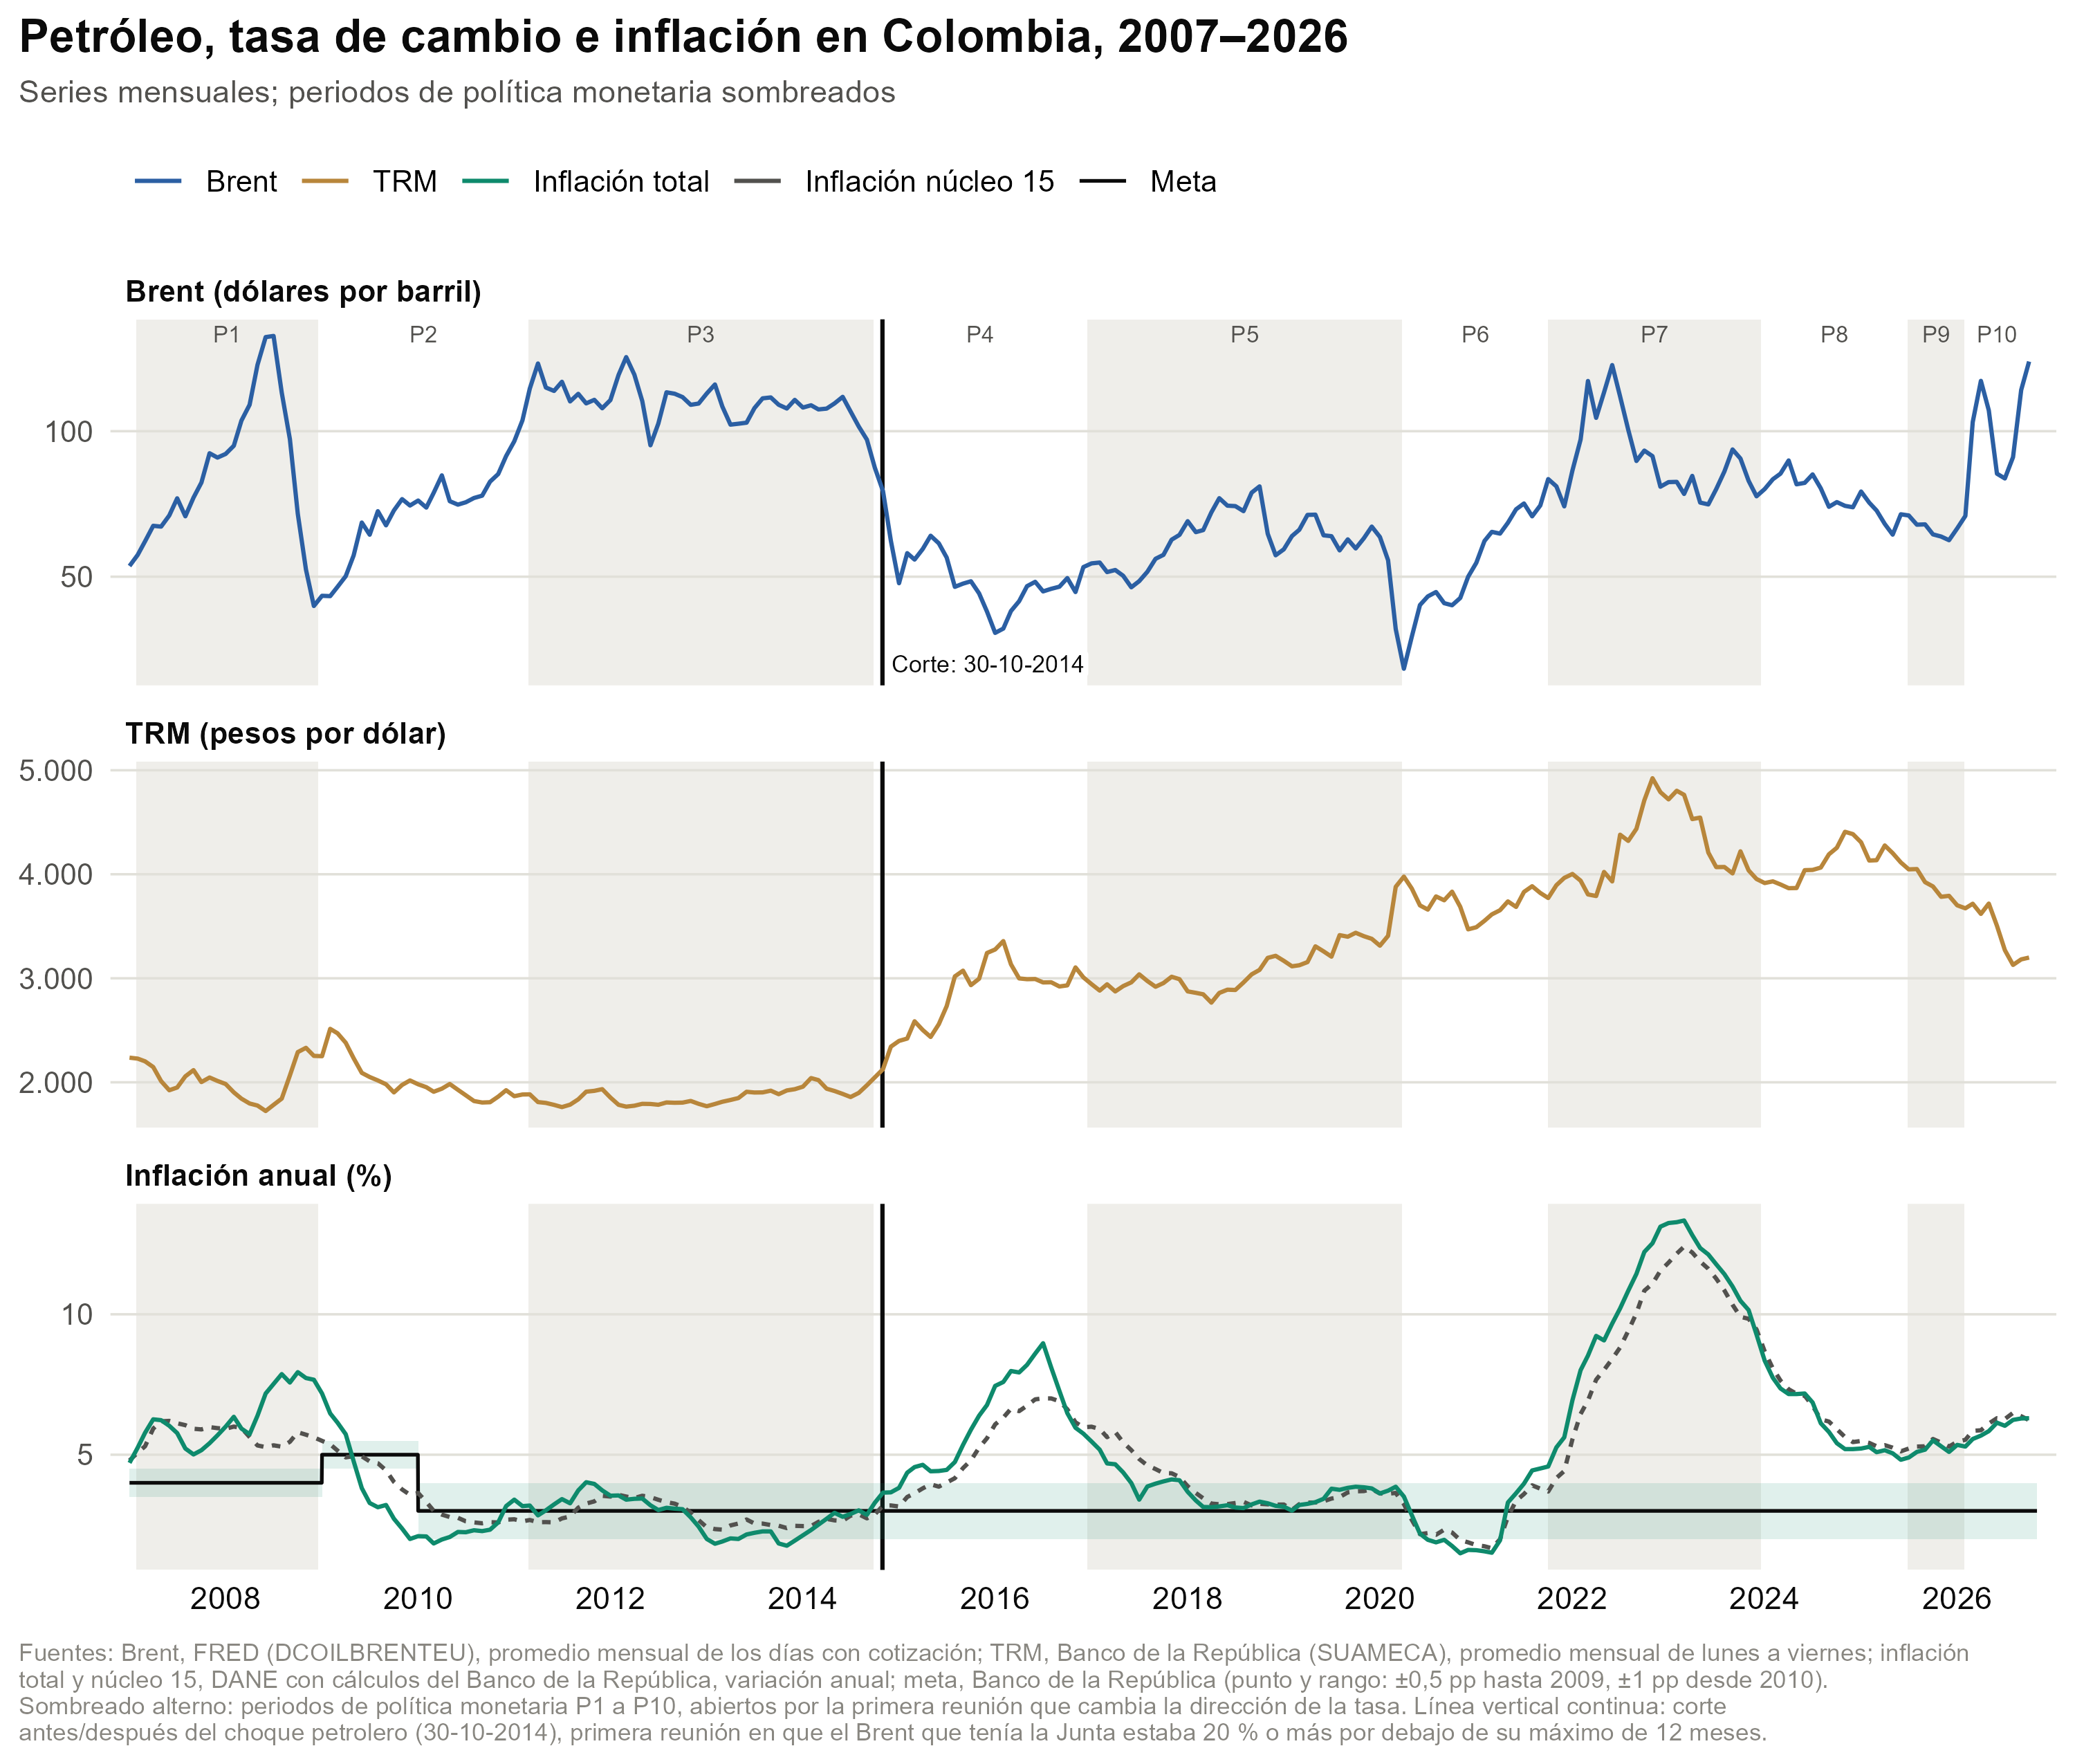 Petróleo, tasa de cambio e inflación en Colombia, 2007–2026
Series mensuales; periodos de política monetaria sombreados
Brent TRM Inflación total Inflación núcleo 15 Meta
Brent (dólares por barril)
P1 P2 P3 P4 P5 P6 P7 P8 P9 P10
100
50
Corte: 30-10-2014
TRM (pesos por dólar)
5.000
4.000
3.000
2.000
Inflación anual (%)
10
5
2008 2010 2012 2014 2016 2018 2020 2022 2024 2026
Fuentes: Brent, FRED (DCOILBRENTEU), promedio mensual de los días con cotización; TRM, Banco de la República (SUAMECA), promedio mensual de lunes a viernes; inflación
total y núcleo 15, DANE con cálculos del Banco de la República, variación anual; meta, Banco de la República (punto y rango: ±0,5 pp hasta 2009, ±1 pp desde 2010).
Sombreado alterno: periodos de política monetaria P1 a P10, abiertos por la primera reunión que cambia la dirección de la tasa. Línea vertical continua: corte
antes/después del choque petrolero (30-10-2014), primera reunión en que el Brent que tenía la Junta estaba 20 % o más por debajo de su máximo de 12 meses.